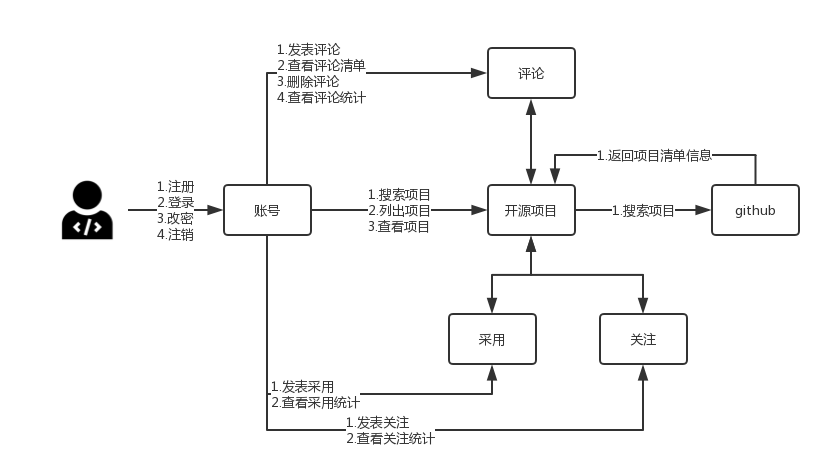 1.发表评论
2.查看评论清单
3.删除评论
4.查看评论统计
评论
1.返回项目清单信息
1.注册
2.登录
3.改密
4.注销
账号
1.搜索项目
2.列出项目
3.查看项目
开源项目
1.搜索项目
github
采用
关注
1.发表采用
2.查看采用统计
1.发表关注
2.查看关注统计